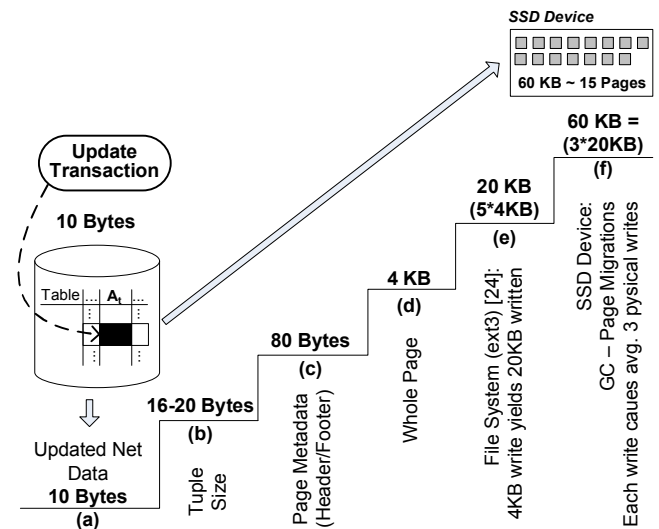 SSD Device
60 KB ~ 15 Pages
Update
Transaction
10 Bytes
Table ... At ...
Updated Net
Data
10 Bytes
(a)
16-20 Bytes
(b)
Tuple
Size
80 Bytes
(c)
Page Metadata
(Header/Footer)
4 KB
(d)
Whole Page
20 KB
(5*4KB)
(e)
File System (ext3) [24]:
4KB write yields 20KB written
60 KB =
(3*20KB)
(f)
SSD Device:
GC – Page Migrations
Each write caues avg. 3 pysical writes